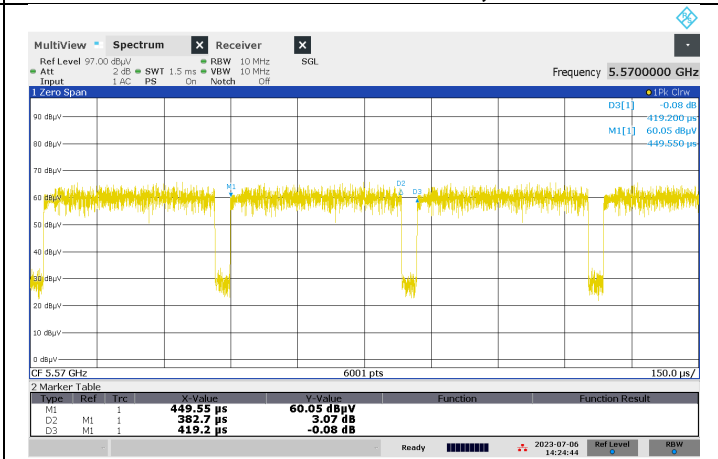 MultiView Spectrum X Receiver X
Ref Level 97.00 dBµV RBW 10 MHz SGL
Att 2 dB SWT 1.5 ms VBW 10 MHz Frequency 5.5700000 GHz
Input 1 AC PS On Notch Off
1 Zero Span 1Pk Clrw
D3[1] -0.08 dB
419.200 µs
M1[1] 60.05 dBµV
449.550 µs
90 dBµV
80 dBµV
70 dBµV
M1 D2 D3
60 dBµV
50 dBµV
40 dBµV
30 dBµV
20 dBµV
10 dBµV
0 dBµV
CF 5.57 GHz 6001 pts 150.0 µs/
2 Marker Table
Type Ref Trc X-Value Y-Value Function Function Result
M1 1 449.55 µs 60.05 dBµV
D2 M1 1 382.7 µs 3.07 dB
D3 M1 1 419.2 µs -0.08 dB
Ready 2023-07-06 Ref Level RBW
14:24:44